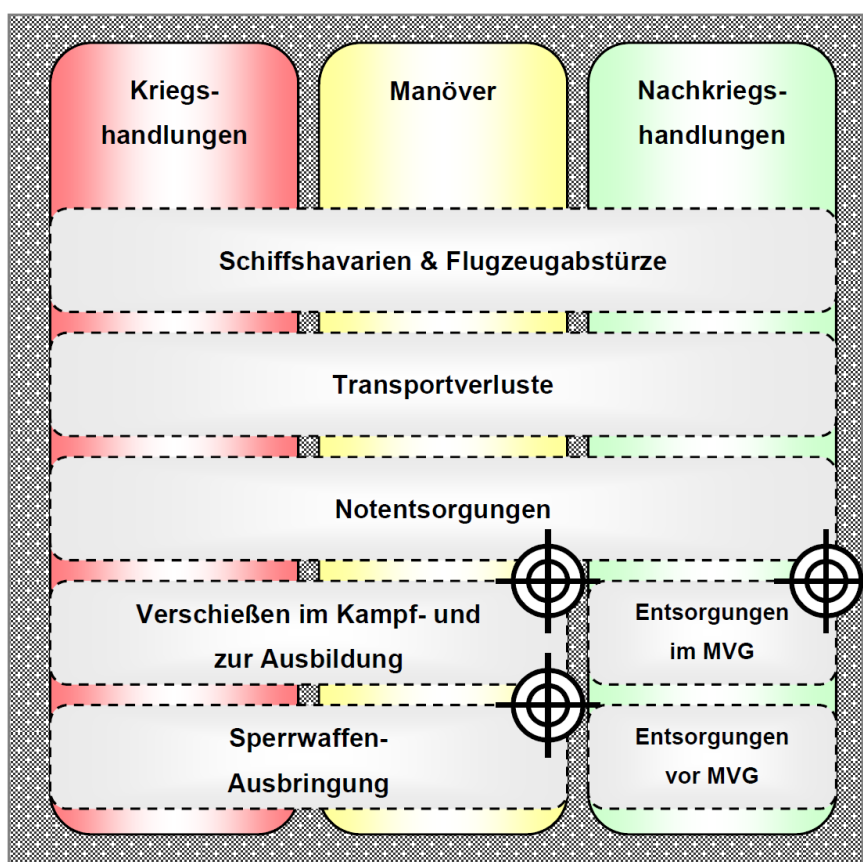 Kriegs-
handlungen
Manöver
Nachkriegs-
handlungen
Schiffshavarien & Flugzeugabstürze
Transportverluste
Notentsorgungen
Verschießen im Kampf- und
zur Ausbildung
Entsorgungen
im MVG
Sperrwaffen-
Ausbringung
Entsorgungen
vor MVG